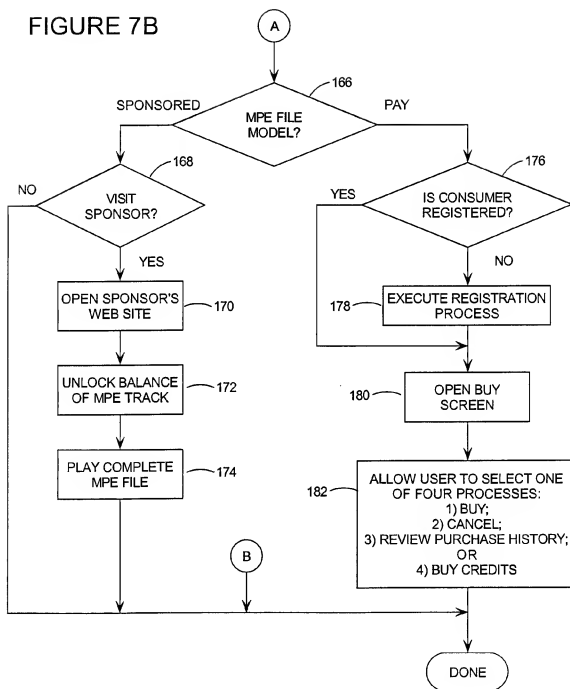 FIGURE 7B
A
166
SPONSORED
MPE FILE
MODEL?
PAY
168
176
NO
VISIT
SPONSOR?
YES
IS CONSUMER
REGISTERED?
YES
NO
OPEN SPONSOR'S
WEB SITE
170
178
EXECUTE REGISTRATION
PROCESS
UNLOCK BALANCE
OF MPE TRACK
172
180
OPEN BUY
SCREEN
PLAY COMPLETE
MPE FILE
174
182
ALLOW USER TO SELECT ONE
OF FOUR PROCESSES:
1) BUY;
2) CANCEL;
3) REVIEW PURCHASE HISTORY;
OR
4) BUY CREDITS
B
DONE